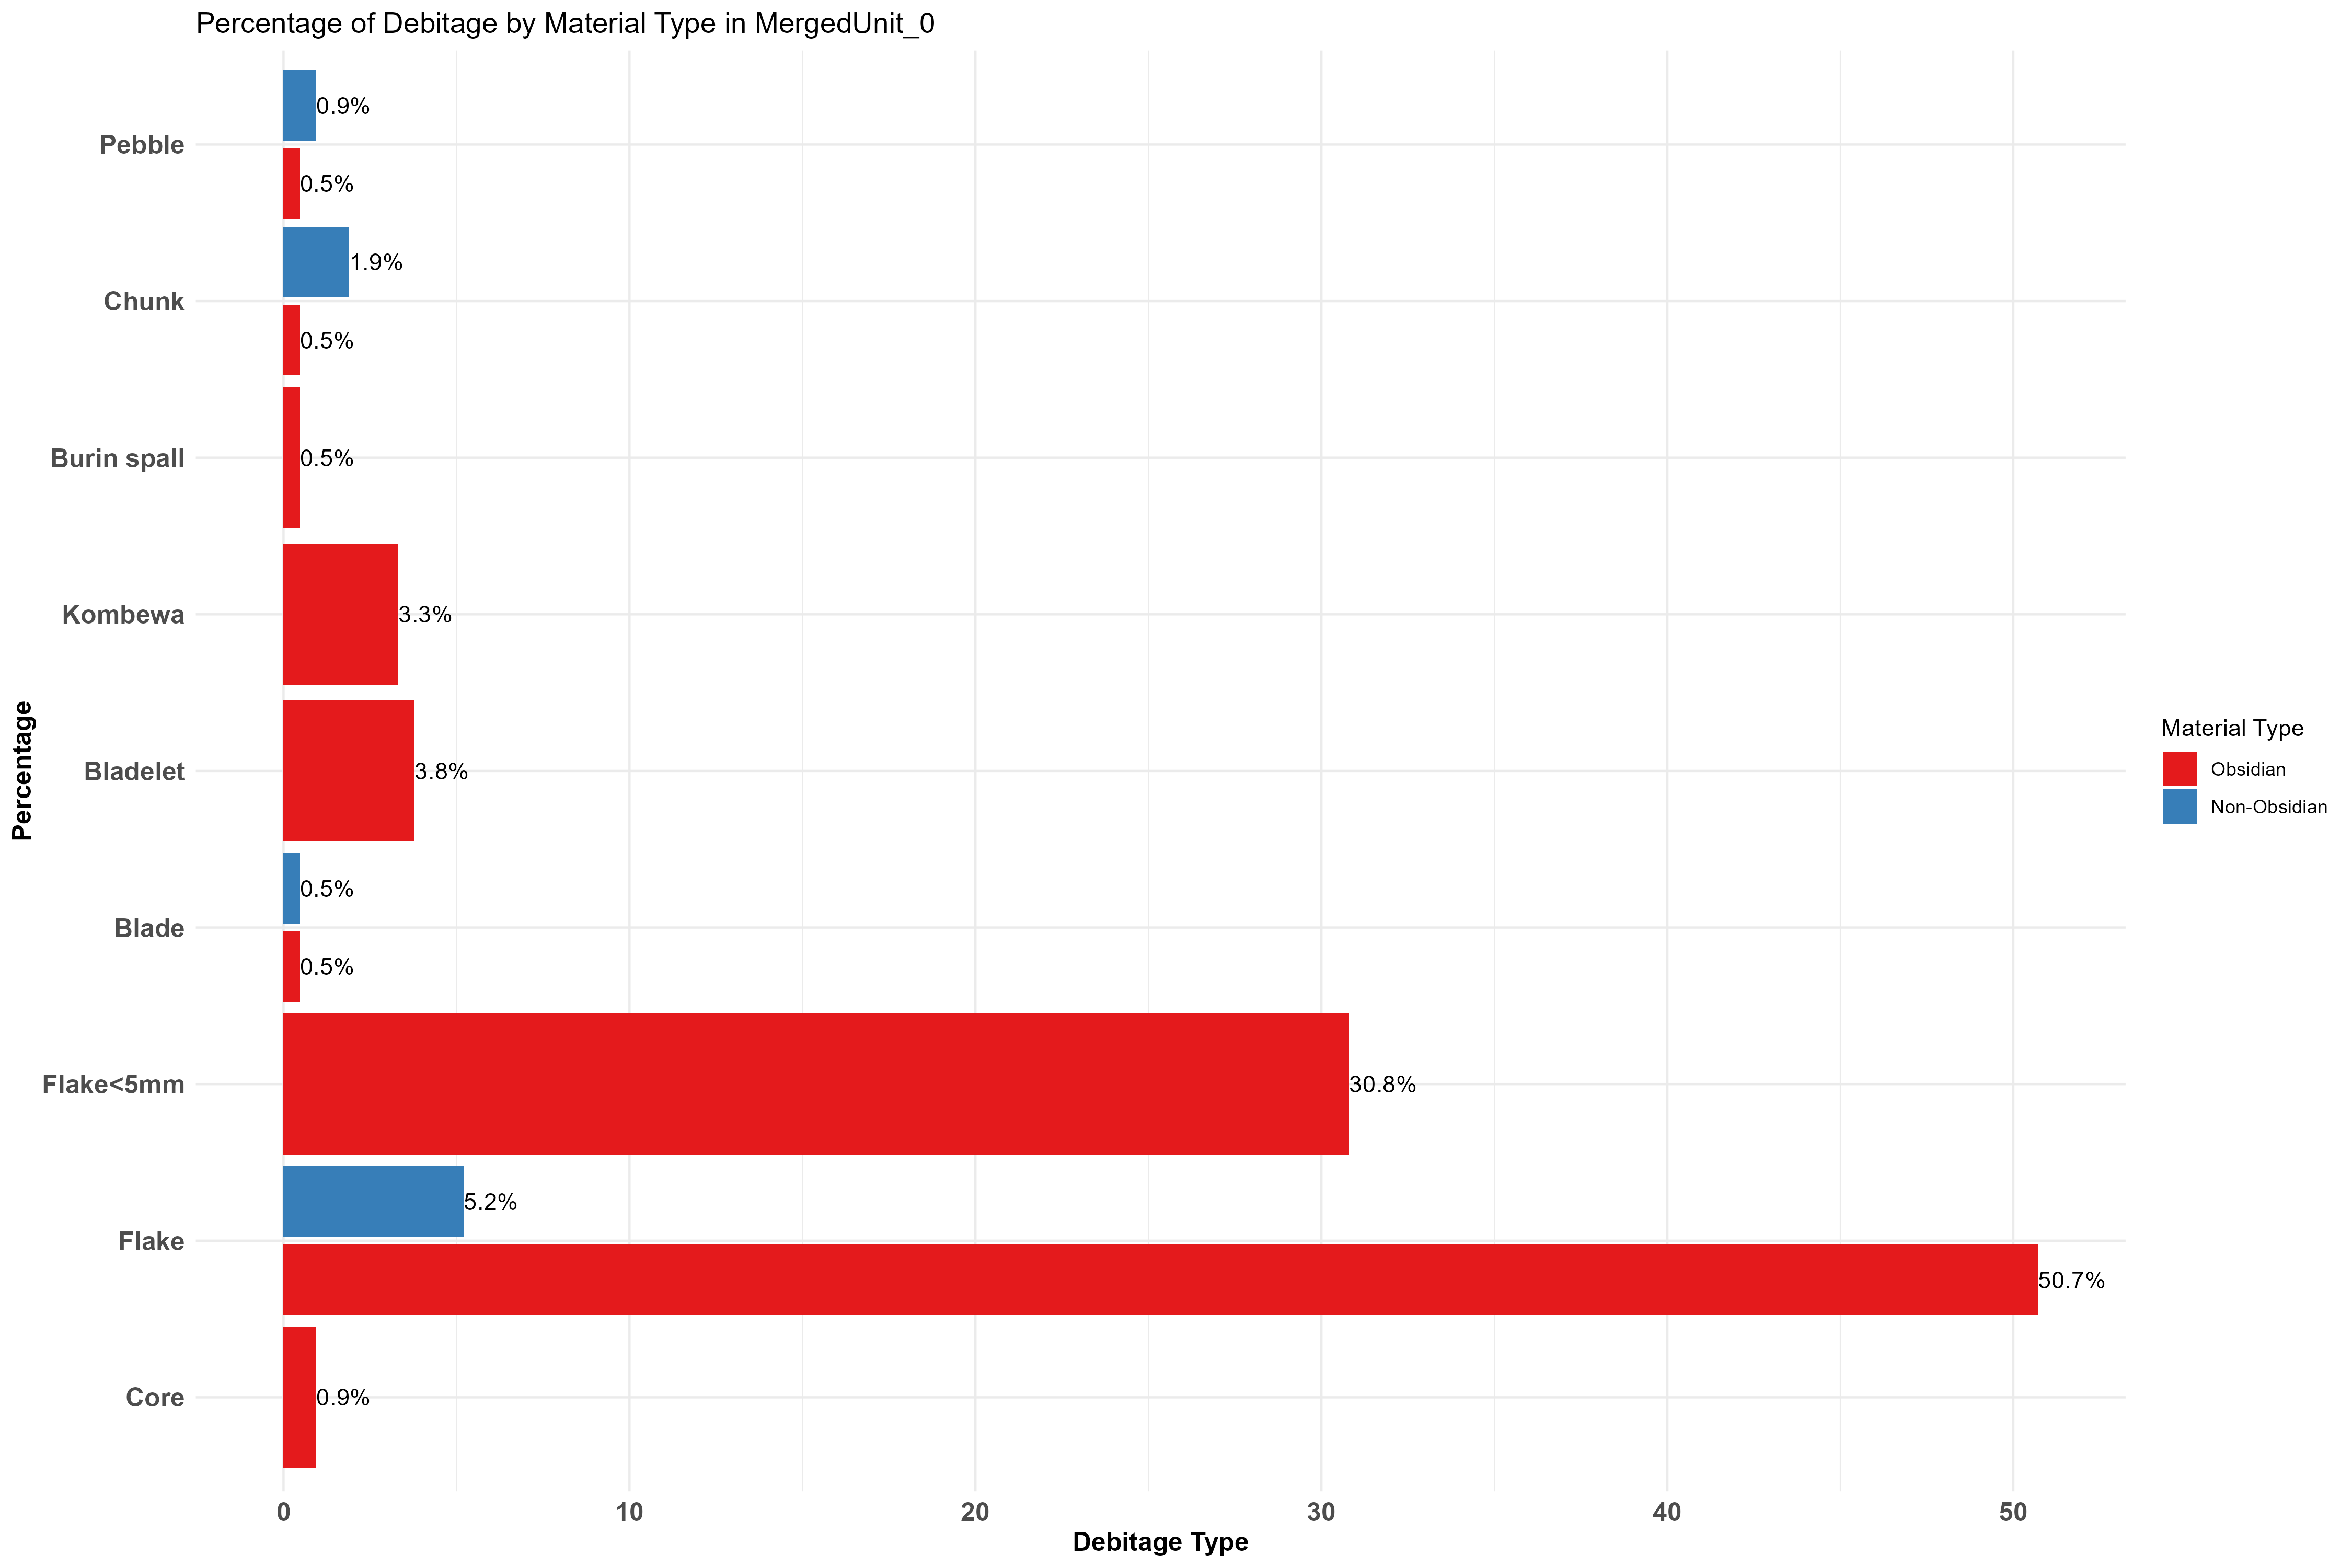 Percentage of Debitage by Material Type in MergedUnit_0
Pebble
0.9%
0.5%
Chunk
1.9%
0.5%
Burin spall
0.5%
Kombewa
3.3%
Bladelet
3.8%
Blade
0.5%
0.5%
Flake<5mm
30.8%
Flake
5.2%
50.7%
Core
0.9%
Percentage
0 10 20 30 40 50
Debitage Type
Material Type
Obsidian
Non-Obsidian